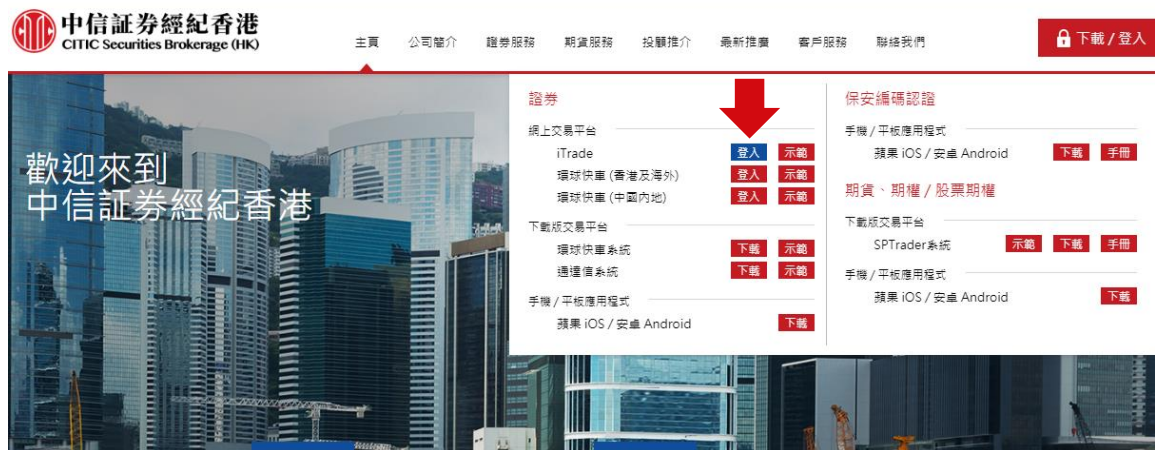 中信証券經紀香港
CITIC Securities Brokerage (HK)
主頁 公司簡介 證券服務 期貨服務 投顧推介 最新推廣 客戶服務 聯絡我們
下載 / 登入
歡迎來到
中信証券經紀香港
證券
網上交易平台
iTrade 登入 示範
環球快車 (香港及海外) 登入 示範
環球快車 (中國內地) 登入 示範
下載版交易平台
環球快車系統 下載 示範
通達信系統 下載 示範
手機 / 平板應用程式
蘋果 iOS / 安卓 Android 下載
保安編碼認證
手機 / 平板應用程式
蘋果 iOS / 安卓 Android 下載 手冊
期貨、期權 / 股票期權
下載版交易平台
SPTrader系統 示範 下載 手冊
手機 / 平板應用程式
蘋果 iOS / 安卓 Android 下載